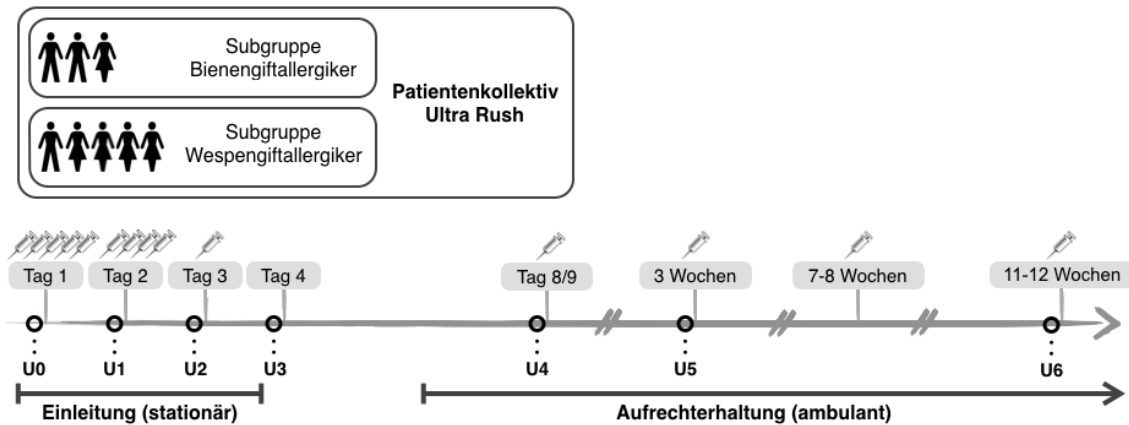 Subgruppe
Bienengiftallergiker
Patientenkollektiv
Ultra Rush
Subgruppe
Wespengiftallergiker
Tag 1
Tag 2
Tag 3
Tag 4
Tag 8/9
3 Wochen
7-8 Wochen
11-12 Wochen
U0
U1
U2
U3
U4
U5
U6
Einleitung (stationär)
Aufrechterhaltung (ambulant)